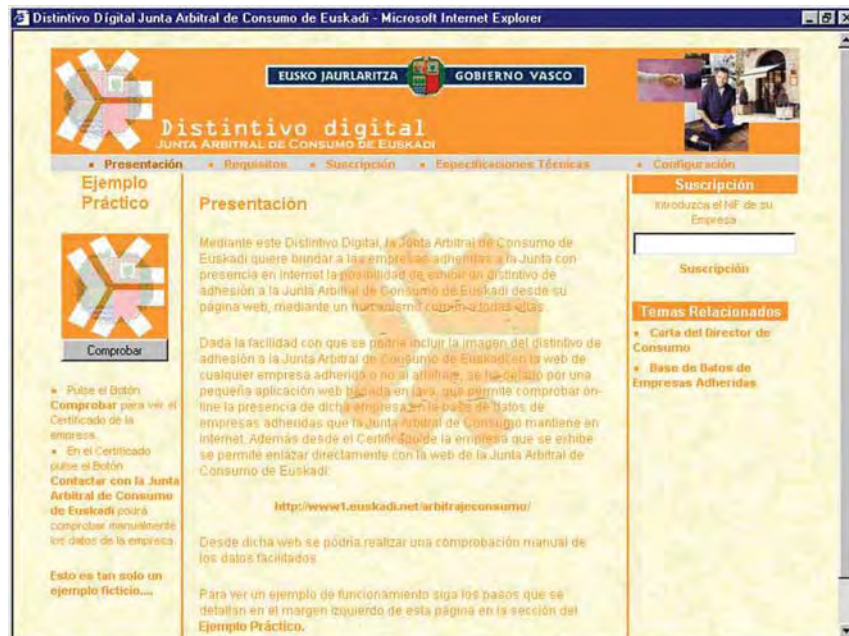 Distintivo Digital Junta Arbitral de Consumo de Euskadi - Microsoft Internet Explorer
EUSKO JAURLARITZA
GOBIERNO VASCO
Distintivo digital
JUNTA ARBITRAL DE CONSUMO DE EUSKADI
Presentación
Requisitos
Suscripción
Especificaciones Técnicas
Configuración
Ejemplo
Práctico
Comprobar
Pulse el Botón
Comprobar para ver el
Certificado de la
empresa.
En el Certificado
pulse el Botón
Contactar con la Junta
Arbitral de Consumo
de Euskadi podrá
comprobar manualmente
los datos de la empresa.
Esto es tan solo un
ejemplo ficticio....
Presentación
Mediante este Distintivo Digital, la Junta Arbitral de Consumo de
Euskadi quiere brindar a las empresas adheridas a la Junta con
presencia en Internet la posibilidad de exhibir un distintivo de
adhesión a la Junta Arbitral de Consumo de Euskadi desde su
página web, mediante un común a todas ellas.
Dada la facilidad con que se podría incluir la imagen del distintivo de
adhesión a la Junta Arbitral de Consumo de Euskadi en la web de
cualquier empresa adherida o no al arbitraje, se ha optado por una
pequeña aplicación web basada en java, que permite comprobar on-
line la presencia de dicha empresa en la base de datos de
empresas adheridas que la Junta Arbitral de Consumo mantiene en
Internet. Además desde el Certificado de la empresa que se exhibe
se permite enlazar directamente con la web de la Junta Arbitral de
Consumo de Euskadi:
http://www1.euskadi.net/arbitrajeconsumo/
Desde dicha web se podría realizar una comprobación manual de
los datos facilitados.
Para ver un ejemplo de funcionamiento siga los pasos que se
detallan en el margen izquierdo de esta página en la sección del
Ejemplo Práctico.
Suscripción
Introduzca el NIF de su
Empresa
Suscripción
Temas Relacionados
Carta del Director de
Consumo
Base de Datos de
Empresas Adheridas